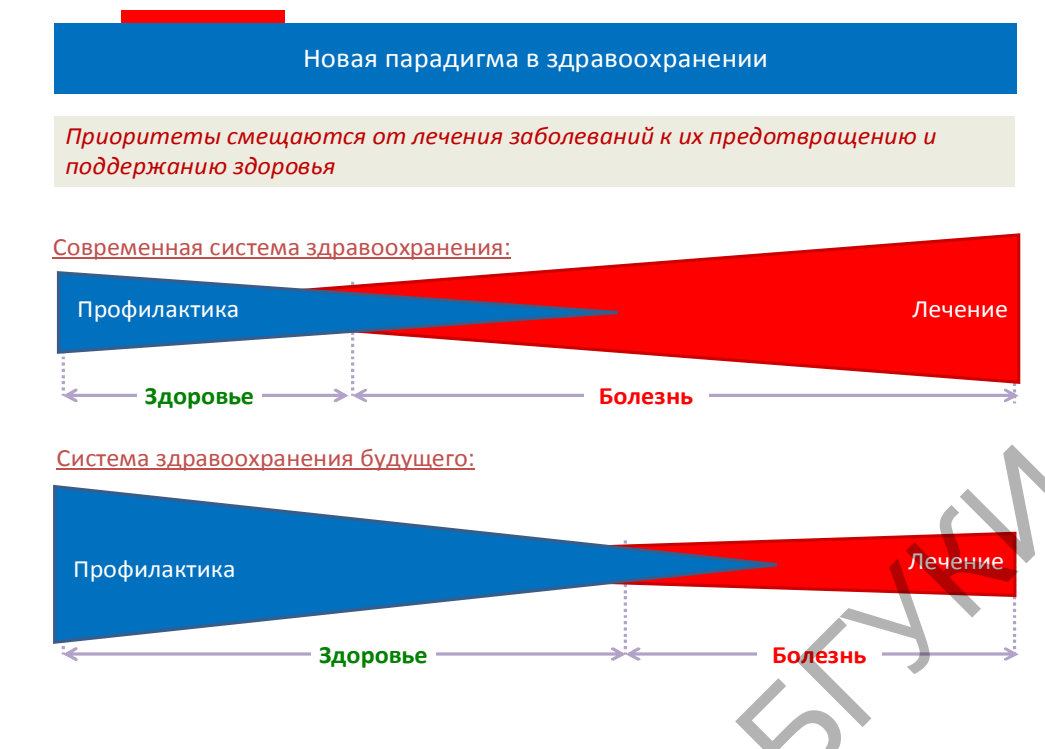 Новая парадигма в здравоохранении
Приоритеты смещаются от лечения заболеваний к их предотвращению и
поддержанию здоровья
Современная система здравоохранения:
Профилактика
Лечение
Здоровье
Болезнь
Система здравоохранения будущего:
Профилактика
Лечение
Здоровье
Болезнь
БГУКИ